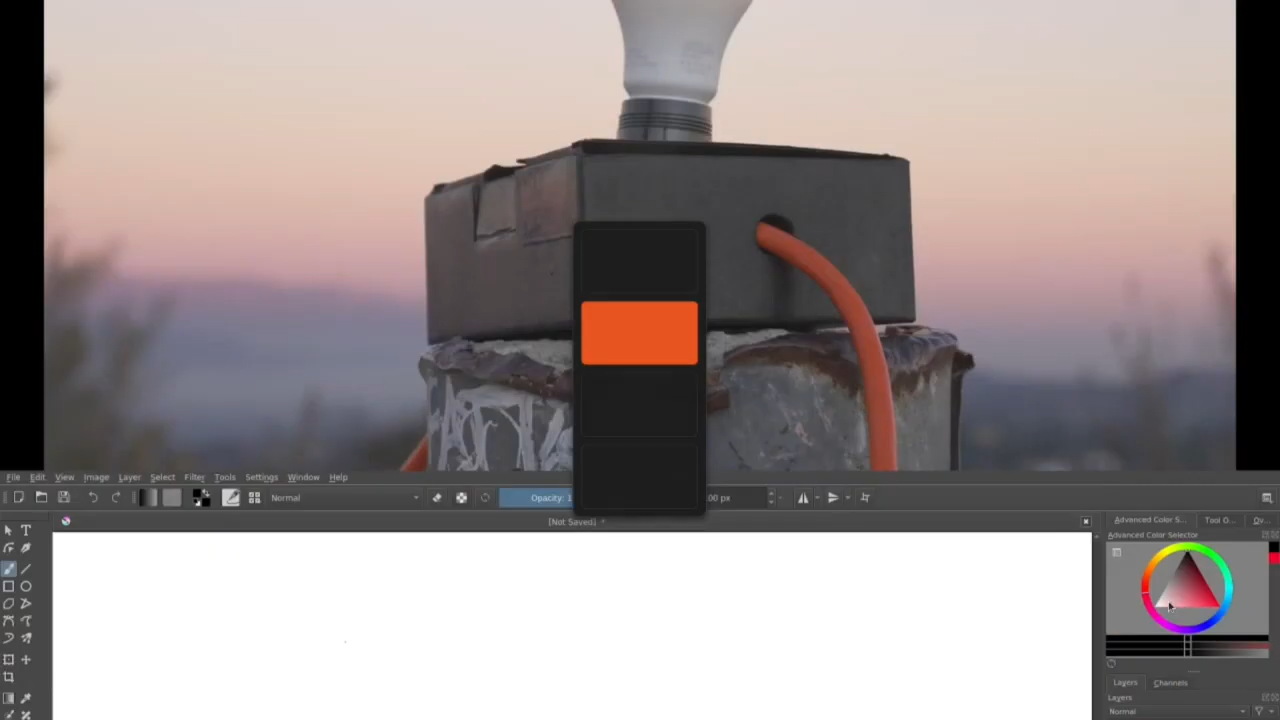 File Edit View Image Layer Select Filter Tools Settings Window Help
Normal Opacity: 1 00 px
[Not Saved] *
Advanced Color S... Tool O... Ov...
Advanced Color Selector
Layers Channels
Layers
Normal